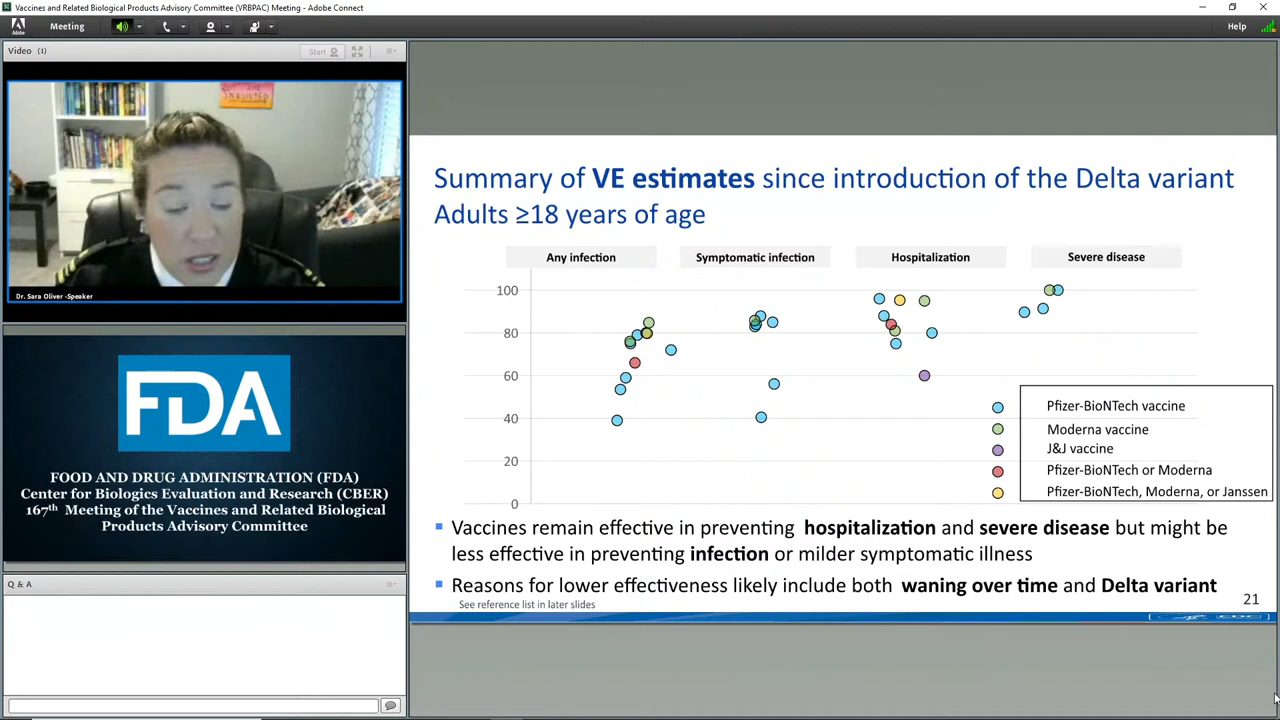 Vaccines and Related Biological Products Advisory Committee (VRBPAC) Meeting - Adobe Connect
Meeting
Help
Video (1)
Start
Dr. Sara Oliver -Speaker
FDA
FOOD AND DRUG ADMINISTRATION (FDA)
Center for Biologics Evaluation and Research (CBER)
167th Meeting of the Vaccines and Related Biological
Products Advisory Committee
Q & A
Summary of VE estimates since introduction of the Delta variant
Adults ≥18 years of age
Any infection Symptomatic infection Hospitalization Severe disease
100
80
60
40
20
0
Pfizer-BioNTech vaccine
Moderna vaccine
J&J vaccine
Pfizer-BioNTech or Moderna
Pfizer-BioNTech, Moderna, or Janssen
▪ Vaccines remain effective in preventing hospitalization and severe disease but might be
less effective in preventing infection or milder symptomatic illness
▪ Reasons for lower effectiveness likely include both waning over time and Delta variant
See reference list in later slides
21